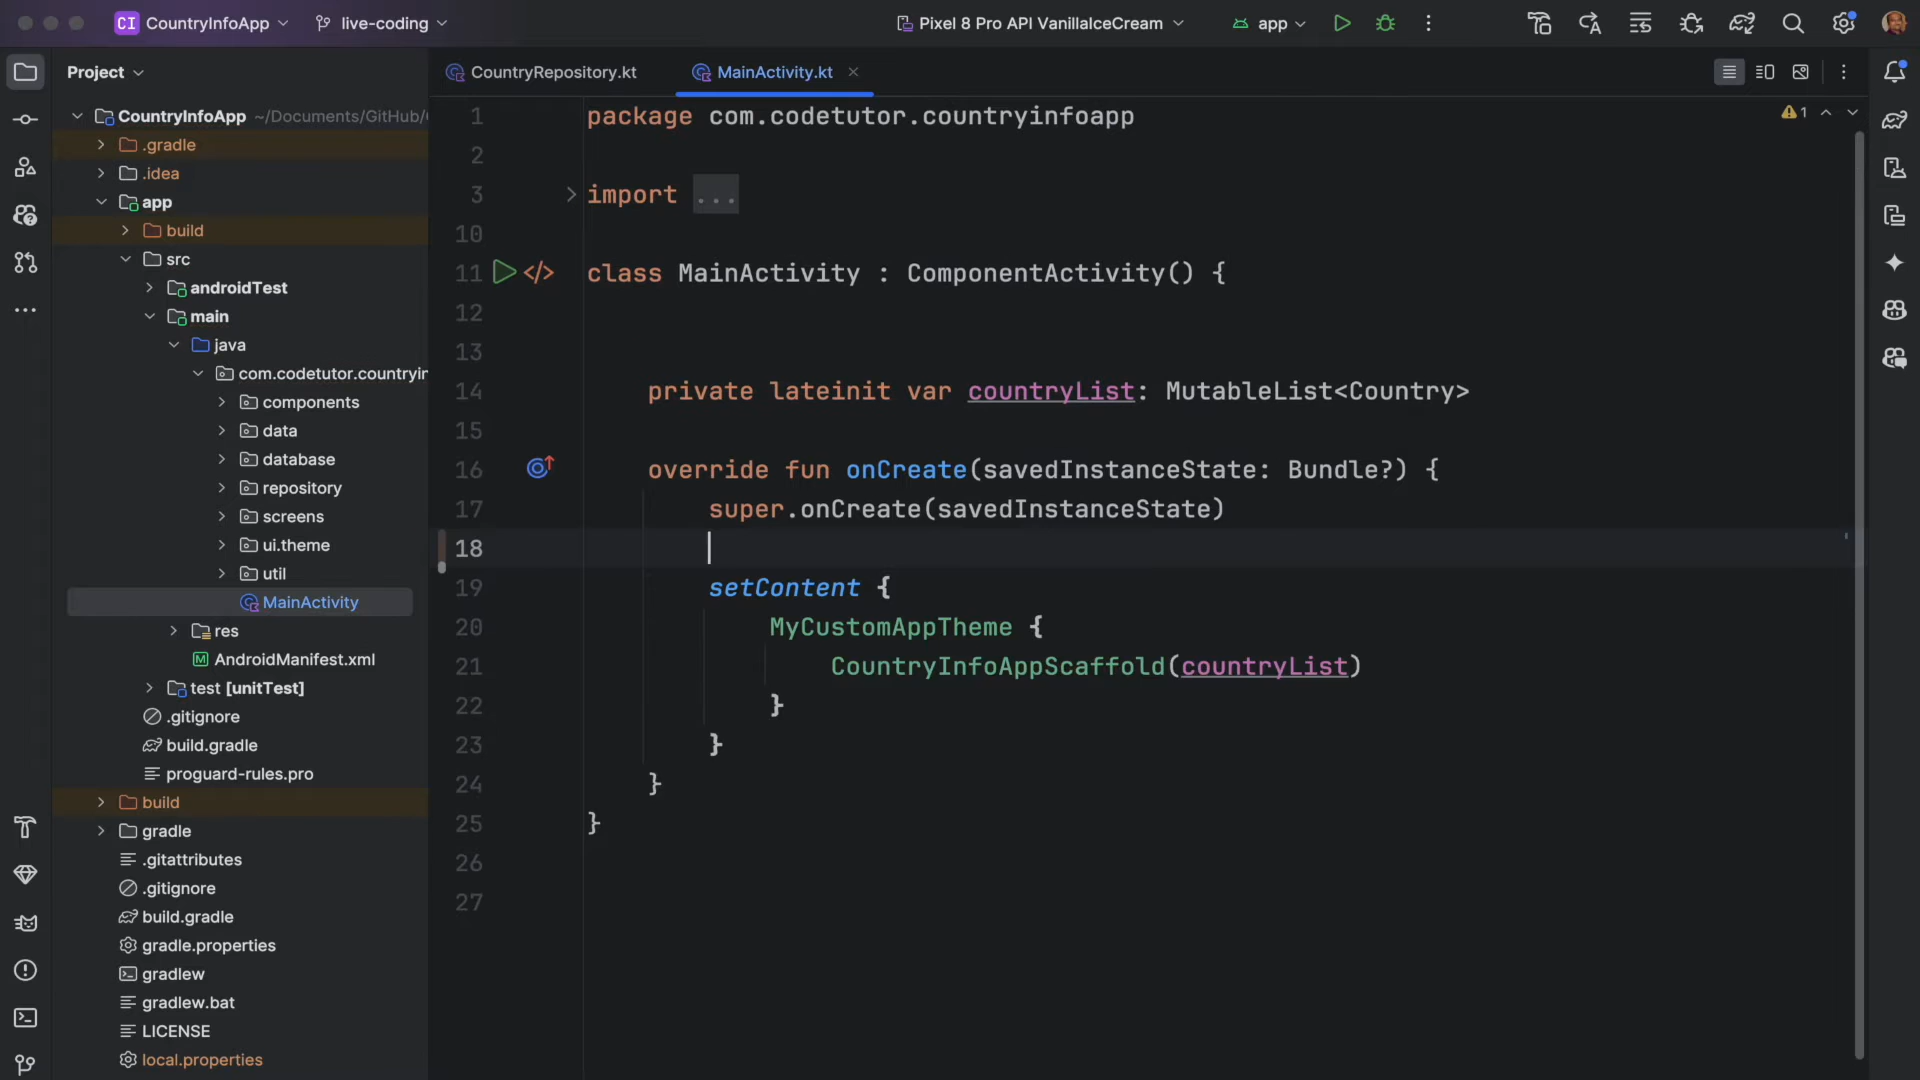 CI CountryInfoApp live-coding Pixel 8 Pro API VanillaIceCream app
Project
CountryRepository.kt MainActivity.kt
CountryInfoApp ~/Documents/GitHub/
.gradle
.idea
app
build
src
androidTest
main
java
com.codetutor.countryin
components
data
database
repository
screens
ui.theme
util
MainActivity
res
AndroidManifest.xml
test [unitTest]
.gitignore
build.gradle
proguard-rules.pro
build
gradle
.gitattributes
.gitignore
build.gradle
gradle.properties
gradlew
gradlew.bat
LICENSE
local.properties
1 package com.codetutor.countryinfoapp
1
2
3 import ...
10
11 class MainActivity : ComponentActivity() {
12
13
14 private lateinit var countryList: MutableList<Country>
15
16 override fun onCreate(savedInstanceState: Bundle?) {
17 super.onCreate(savedInstanceState)
18
19 setContent {
20 MyCustomAppTheme {
21 CountryInfoAppScaffold(countryList)
22 }
23 }
24 }
25 }
26
27